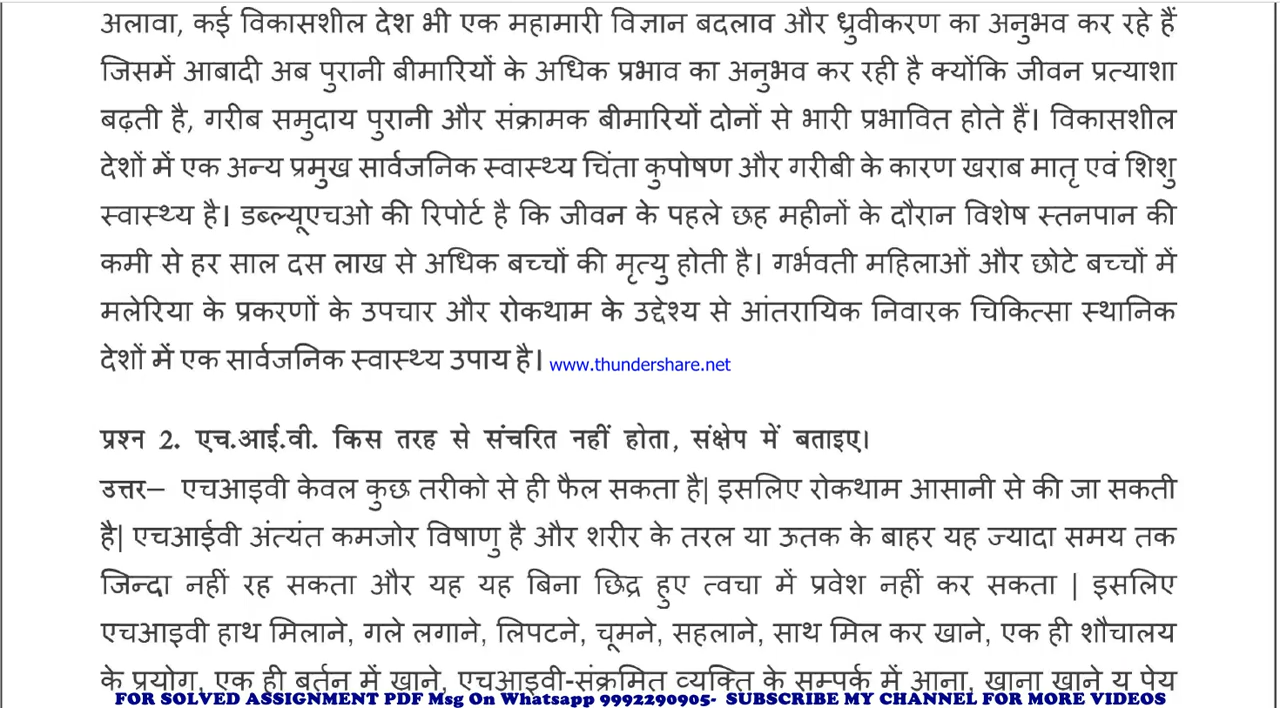 अलावा, कई विकासशील देश भी एक महामारी विज्ञान बदलाव और ध्रुवीकरण का अनुभव कर रहे हैं
जिसमें आबादी अब पुरानी बीमारियों के अधिक प्रभाव का अनुभव कर रही है क्योंकि जीवन प्रत्याशा
बढ़ती है, गरीब समुदाय पुरानी और संक्रामक बीमारियों दोनों से भारी प्रभावित होते हैं। विकासशील
देशों में एक अन्य प्रमुख सार्वजनिक स्वास्थ्य चिंता कुपोषण और गरीबी के कारण खराब मातृ एवं शिशु
स्वास्थ्य है। डब्ल्यूएचओ की रिपोर्ट है कि जीवन के पहले छह महीनों के दौरान विशेष स्तनपान की
कमी से हर साल दस लाख से अधिक बच्चों की मृत्यु होती है। गर्भवती महिलाओं और छोटे बच्चों में
मलेरिया के प्रकरणों के उपचार और रोकथाम के उद्देश्य से आंतरायिक निवारक चिकित्सा स्थानिक
देशों में एक सार्वजनिक स्वास्थ्य उपाय है। www.thundershare.net
प्रश्न 2. एच.आई.वी. किस तरह से संचरित नहीं होता, संक्षेप में बताइए।
उत्तर– एचआइवी केवल कुछ तरीको से ही फैल सकता है| इसलिए रोकथाम आसानी से की जा सकती
है| एचआईवी अंत्यंत कमजोर विषाणु है और शरीर के तरल या ऊतक के बाहर यह ज्यादा समय तक
जिन्दा नहीं रह सकता और यह यह बिना छिद्र हुए त्वचा में प्रवेश नहीं कर सकता | इसलिए
एचआइवी हाथ मिलाने, गले लगाने, लिपटने, चूमने, सहलाने, साथ मिल कर खाने, एक ही शौचालय
के प्रयोग, एक ही बर्तन में खाने, एचआइवी-संक्रमित व्यक्ति के सम्पर्क में आना, खाना खाने य पेय
FOR SOLVED ASSIGNMENT PDF Msg On Whatsapp 9992290905- SUBSCRIBE MY CHANNEL FOR MORE VIDEOS